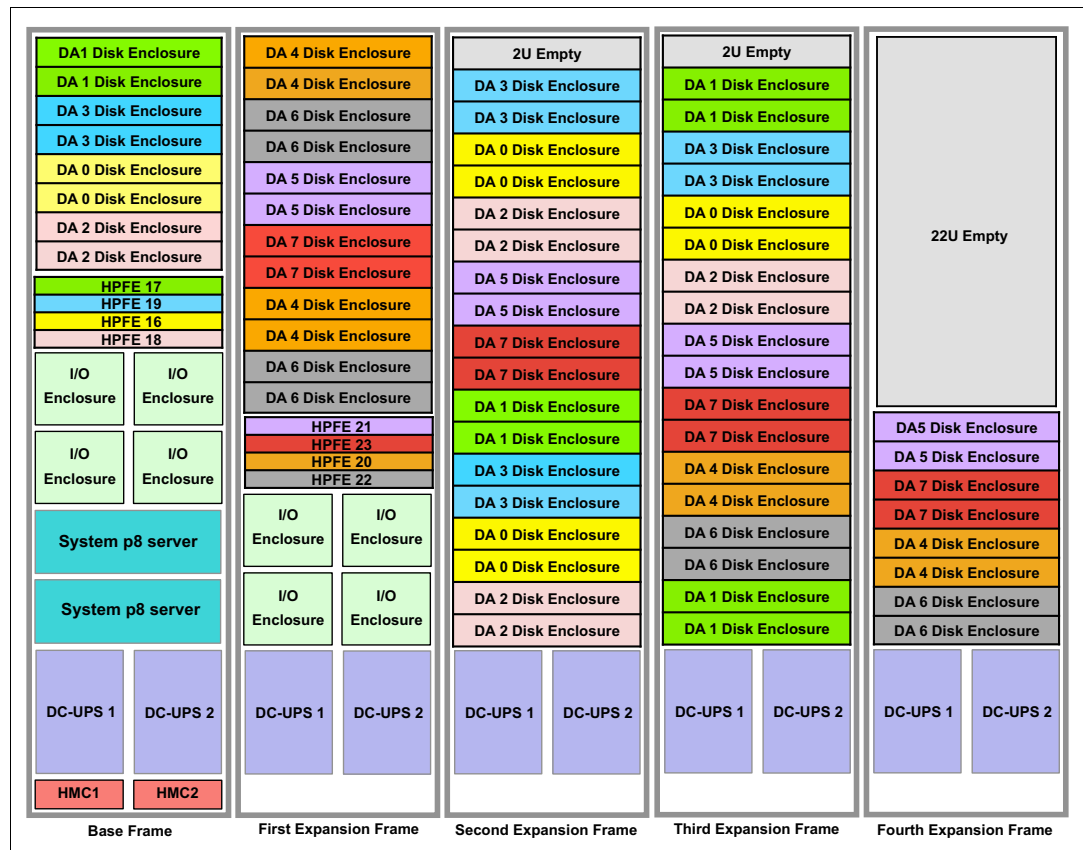 DA1 Disk Enclosure
DA 1 Disk Enclosure
DA 3 Disk Enclosure
DA 3 Disk Enclosure
DA 0 Disk Enclosure
DA 0 Disk Enclosure
DA 2 Disk Enclosure
DA 2 Disk Enclosure
HPFE 17
HPFE 19
HPFE 16
HPFE 18
I/O
Enclosure
I/O
Enclosure
I/O
Enclosure
I/O
Enclosure
System p8 server
System p8 server
DC-UPS 1
DC-UPS 2
HMC1
HMC2
Base Frame
DA 4 Disk Enclosure
DA 4 Disk Enclosure
DA 6 Disk Enclosure
DA 6 Disk Enclosure
DA 5 Disk Enclosure
DA 5 Disk Enclosure
DA 7 Disk Enclosure
DA 7 Disk Enclosure
DA 4 Disk Enclosure
DA 4 Disk Enclosure
DA 6 Disk Enclosure
DA 6 Disk Enclosure
HPFE 21
HPFE 23
HPFE 20
HPFE 22
I/O
Enclosure
I/O
Enclosure
I/O
Enclosure
I/O
Enclosure
DC-UPS 1
DC-UPS 2
First Expansion Frame
2U Empty
DA 3 Disk Enclosure
DA 3 Disk Enclosure
DA 0 Disk Enclosure
DA 0 Disk Enclosure
DA 2 Disk Enclosure
DA 2 Disk Enclosure
DA 5 Disk Enclosure
DA 5 Disk Enclosure
DA 7 Disk Enclosure
DA 7 Disk Enclosure
DA 1 Disk Enclosure
DA 1 Disk Enclosure
DA 3 Disk Enclosure
DA 3 Disk Enclosure
DA 0 Disk Enclosure
DA 0 Disk Enclosure
DA 2 Disk Enclosure
DA 2 Disk Enclosure
DC-UPS 1
DC-UPS 2
Second Expansion Frame
2U Empty
DA 1 Disk Enclosure
DA 1 Disk Enclosure
DA 3 Disk Enclosure
DA 3 Disk Enclosure
DA 0 Disk Enclosure
DA 0 Disk Enclosure
DA 2 Disk Enclosure
DA 2 Disk Enclosure
DA 5 Disk Enclosure
DA 5 Disk Enclosure
DA 7 Disk Enclosure
DA 7 Disk Enclosure
DA 4 Disk Enclosure
DA 4 Disk Enclosure
DA 6 Disk Enclosure
DA 6 Disk Enclosure
DA 1 Disk Enclosure
DA 1 Disk Enclosure
DC-UPS 1
DC-UPS 2
Third Expansion Frame
22U Empty
DA5 Disk Enclosure
DA 5 Disk Enclosure
DA 7 Disk Enclosure
DA 7 Disk Enclosure
DA 4 Disk Enclosure
DA 4 Disk Enclosure
DA 6 Disk Enclosure
DA 6 Disk Enclosure
DC-UPS 1
DC-UPS 2
Fourth Expansion Frame